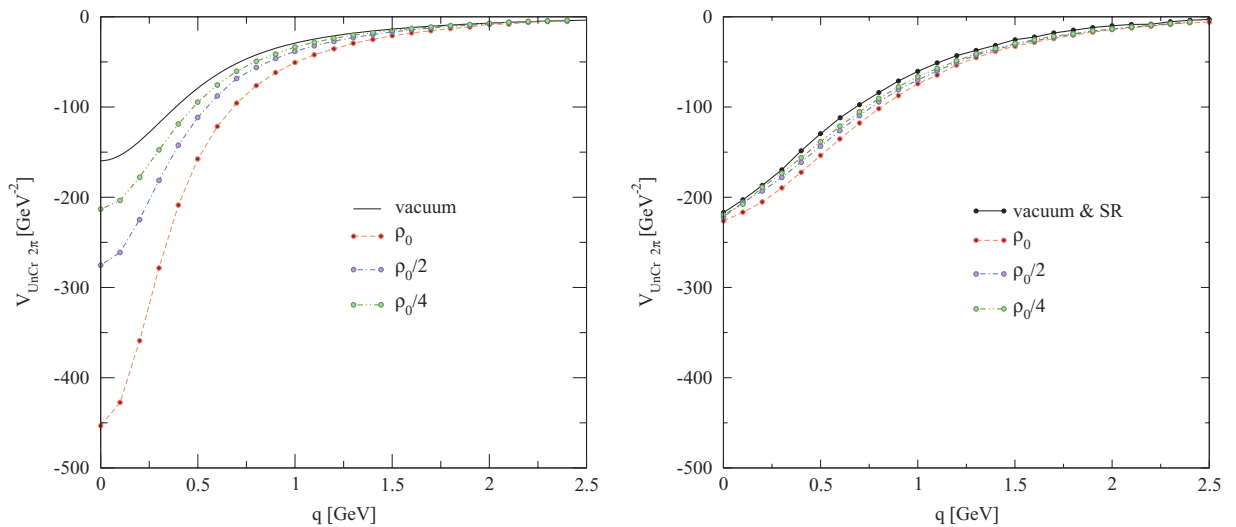 0
-100
-200
-300
-400
-500
V_UnCr 2π [GeV^-2]
0 0.5 1 1.5 2 2.5
q [GeV]
vacuum
ρ_0
ρ_0/2
ρ_0/4
0
-100
-200
-300
-400
-500
V_UnCr 2π [GeV^-2]
0 0.5 1 1.5 2 2.5
q [GeV]
vacuum & SR
ρ_0
ρ_0/2
ρ_0/4